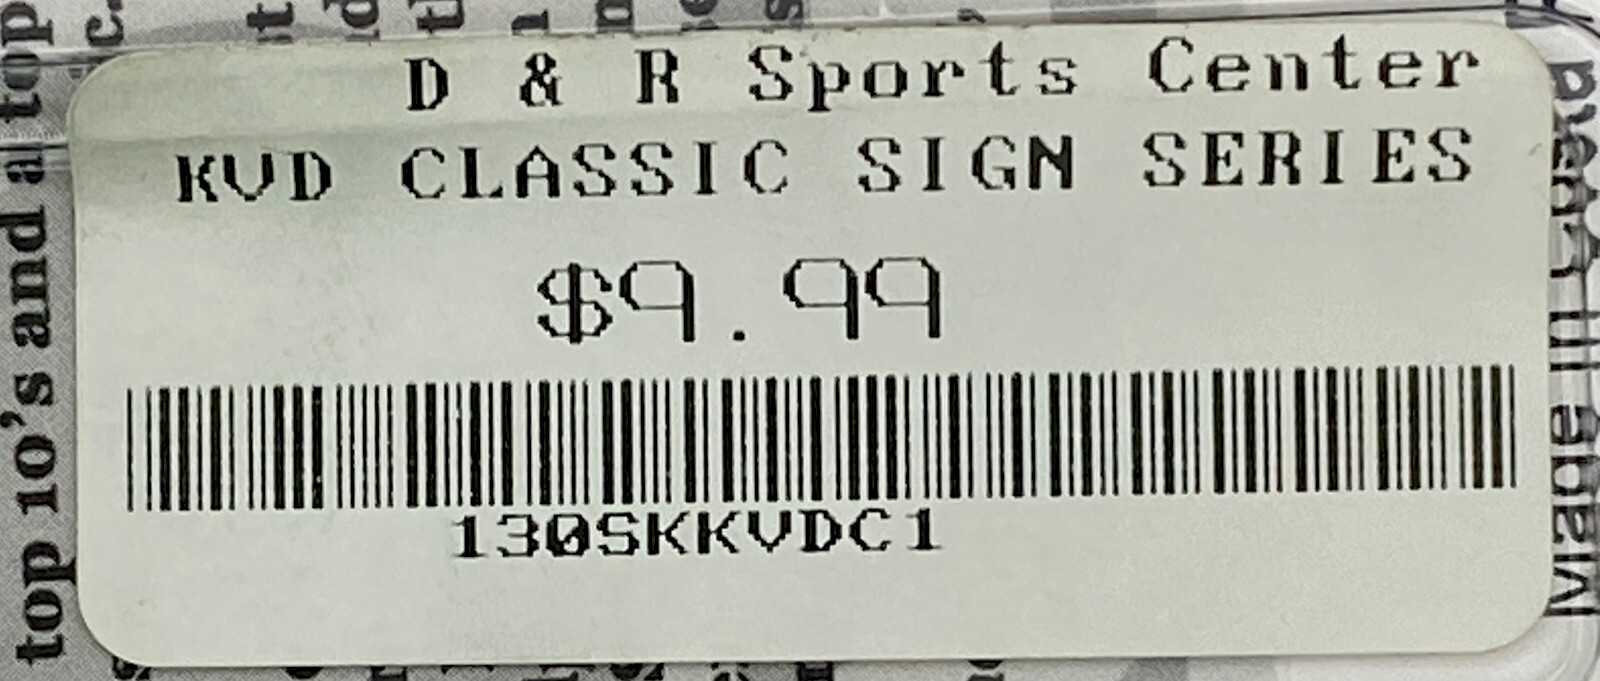 D & R Sports Center
KVD CLASSIC SIGN SERIES
$9.99
130SKKVDC1
top 10's and a top
Made in